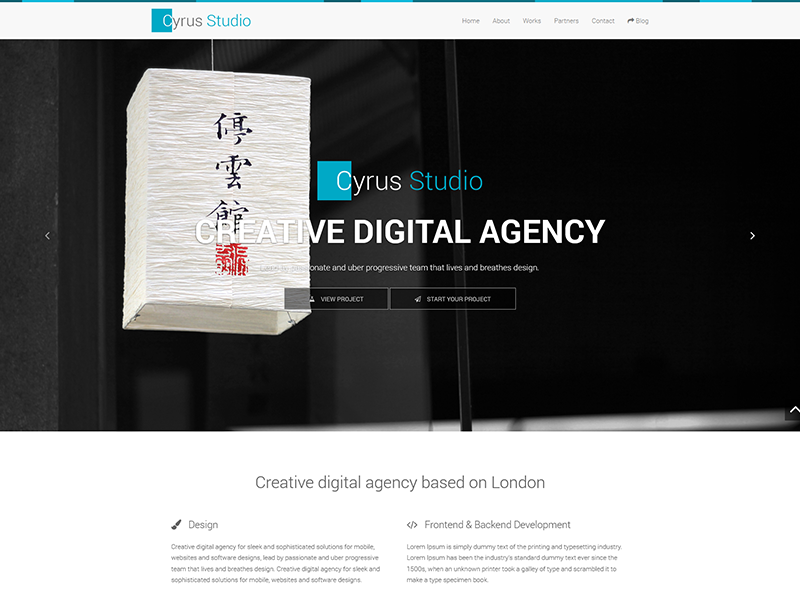 Cyrus Studio
Home About Works Partners Contact Blog
停
雲
館
Cyrus Studio
CREATIVE DIGITAL AGENCY
and uber progressive team that lives and breathes design.
VIEW PROJECT
START YOUR PROJECT
Creative digital agency based on London
Design
Creative digital agency for sleek and sophisticated solutions for mobile,
websites and software designs, lead by passionate and uber progressive
team that lives and breathes design. Creative digital agency for sleek and
sophisticated solutions for mobile, websites and software designs.
Frontend & Backend Development
Lorem Ipsum is simply dummy text of the printing and typesetting industry.
Lorem Ipsum has been the industry's standard dummy text ever since the
1500s, when an unknown printer took a galley of type and scrambled it to
make a type specimen book.